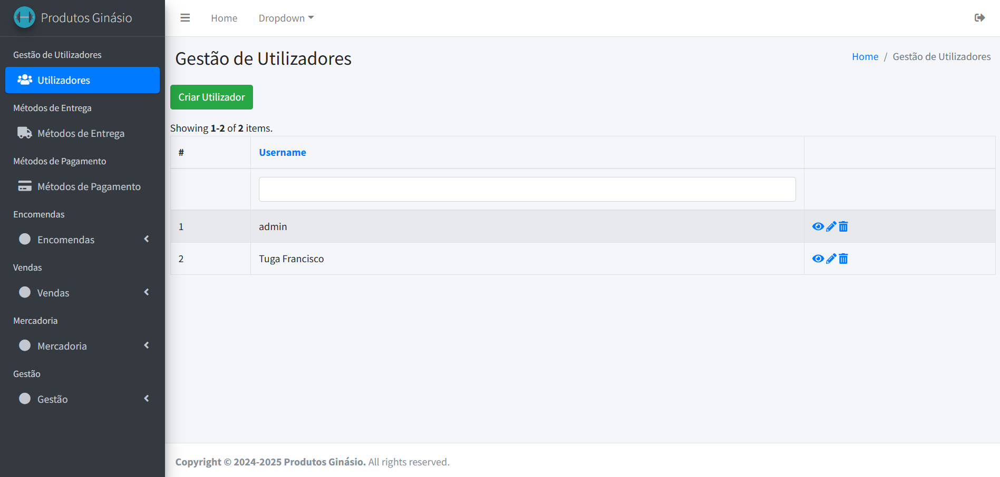 Produtos Ginásio
Home
Dropdown
Gestão de Utilizadores
Utilizadores
Métodos de Entrega
Métodos de Entrega
Métodos de Pagamento
Métodos de Pagamento
Encomendas
Encomendas
Vendas
Vendas
Mercadoria
Mercadoria
Gestão
Gestão
Gestão de Utilizadores
Home / Gestão de Utilizadores
Criar Utilizador
Showing 1-2 of 2 items.
# Username
1 admin
2 Tuga Francisco
Copyright © 2024-2025 Produtos Ginásio. All rights reserved.